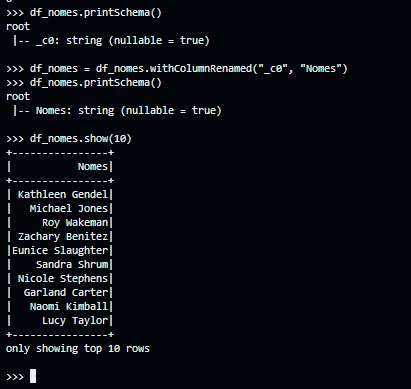 >>> df_nomes.printSchema()
root
 |-- _c0: string (nullable = true)
>>> df_nomes = df_nomes.withColumnRenamed("_c0", "Nomes")
>>> df_nomes.printSchema()
root
 |-- Nomes: string (nullable = true)
>>> df_nomes.show(10)
+----------------+
|           Nomes|
+----------------+
| Kathleen Gendel|
|   Michael Jones|
|     Roy Wakeman|
| Zachary Benitez|
|Eunice Slaughter|
|    Sandra Shrum|
| Nicole Stephens|
|  Garland Carter|
|   Naomi Kimball|
|     Lucy Taylor|
+----------------+
only showing top 10 rows
>>>